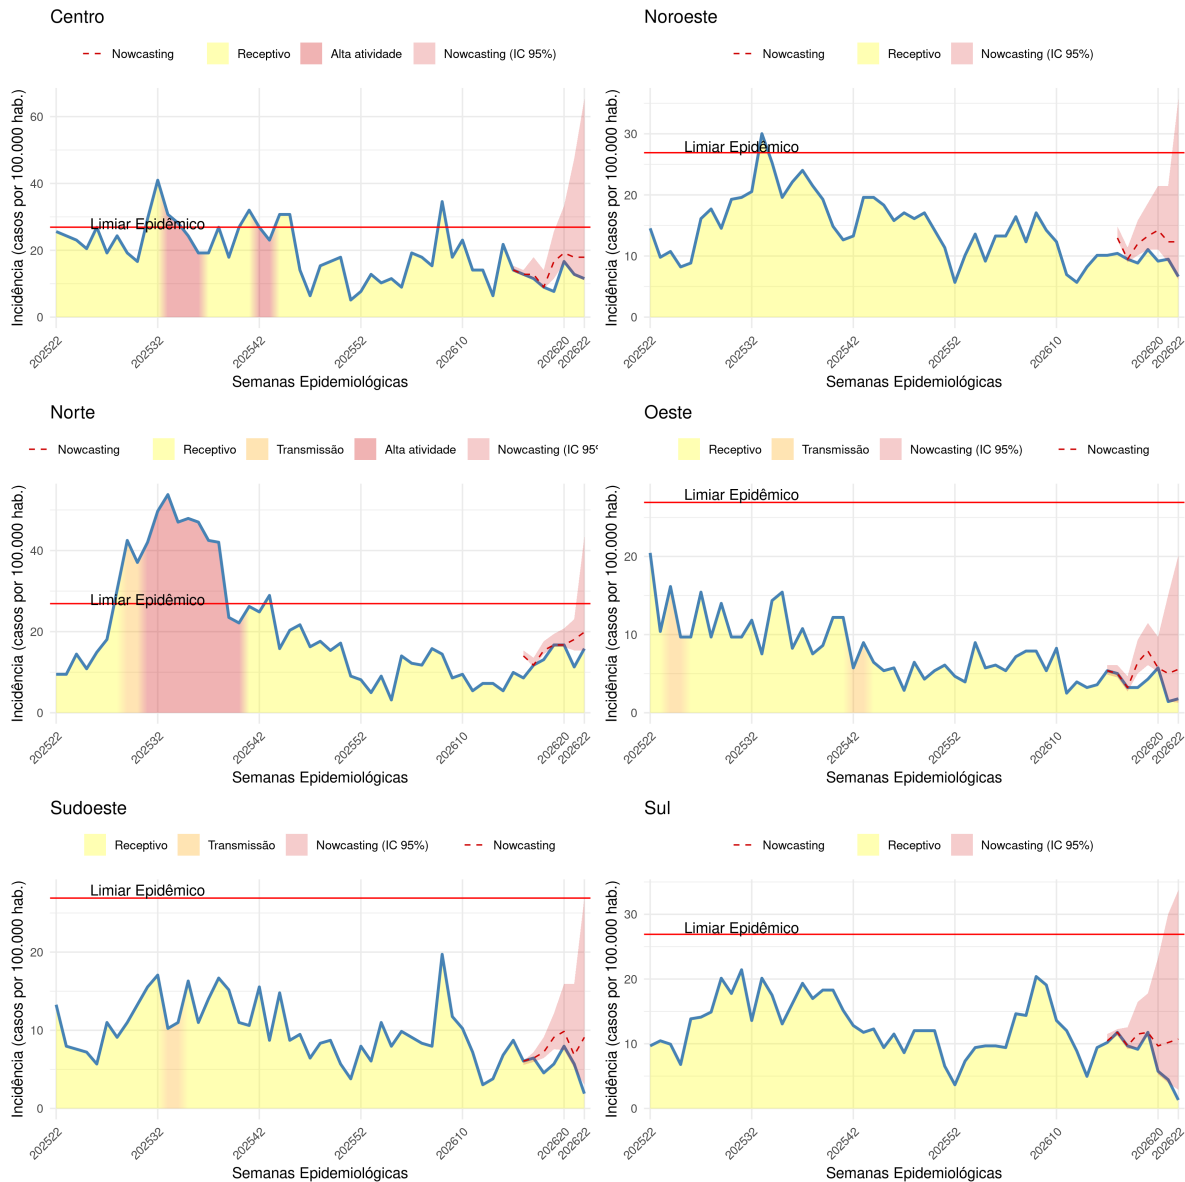 Centro
Nowcasting Receptivo Alta atividade Nowcasting (IC 95%)
Incidência (casos por 100.000 hab.)
60
40
20
0
Limiar Epidêmico
202522 202532 202542 202552 202610 202620 202622
Semanas Epidemiológicas
Noroeste
Nowcasting Receptivo Nowcasting (IC 95%)
Incidência (casos por 100.000 hab.)
30
20
10
0
Limiar Epidêmico
202522 202532 202542 202552 202610 202620 202622
Semanas Epidemiológicas
Norte
Nowcasting Receptivo Transmissão Alta atividade Nowcasting (IC 95%
Incidência (casos por 100.000 hab.)
40
20
0
Limiar Epidêmico
202522 202532 202542 202552 202610 202620 202622
Semanas Epidemiológicas
Oeste
Receptivo Transmissão Nowcasting (IC 95%) Nowcasting
Incidência (casos por 100.000 hab.)
20
10
0
Limiar Epidêmico
202522 202532 202542 202552 202610 202620 202622
Semanas Epidemiológicas
Sudoeste
Receptivo Transmissão Nowcasting (IC 95%) Nowcasting
Incidência (casos por 100.000 hab.)
20
10
0
Limiar Epidêmico
202522 202532 202542 202552 202610 202620 202622
Semanas Epidemiológicas
Sul
Nowcasting Receptivo Nowcasting (IC 95%)
Incidência (casos por 100.000 hab.)
30
20
10
0
Limiar Epidêmico
202522 202532 202542 202552 202610 202620 202622
Semanas Epidemiológicas